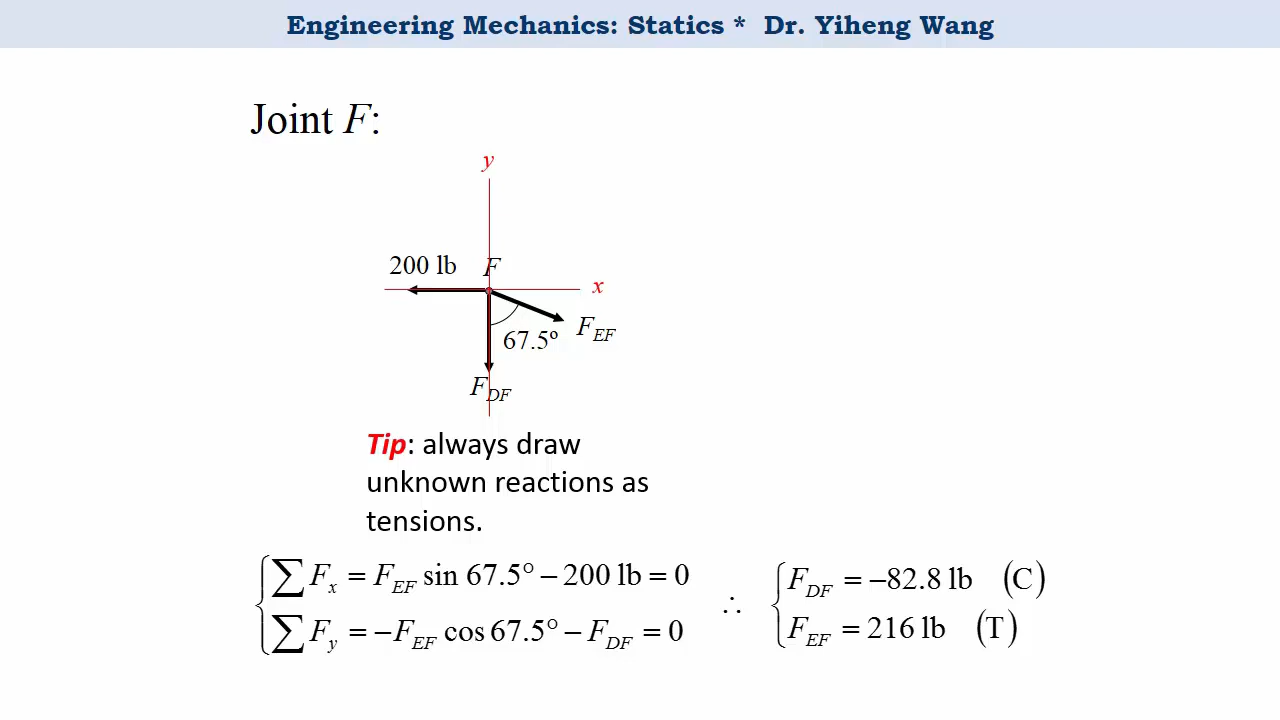 Engineering Mechanics: Statics * Dr. Yiheng Wang
Joint F:
y
200 lb F
x
F_EF
67.5º
F_DF
Tip: always draw
unknown reactions as
tensions.
∑ F_x = F_EF sin 67.5° − 200 lb = 0
∑ F_y = −F_EF cos 67.5° − F_DF = 0
∴
F_DF = −82.8 lb (C)
F_EF = 216 lb (T)